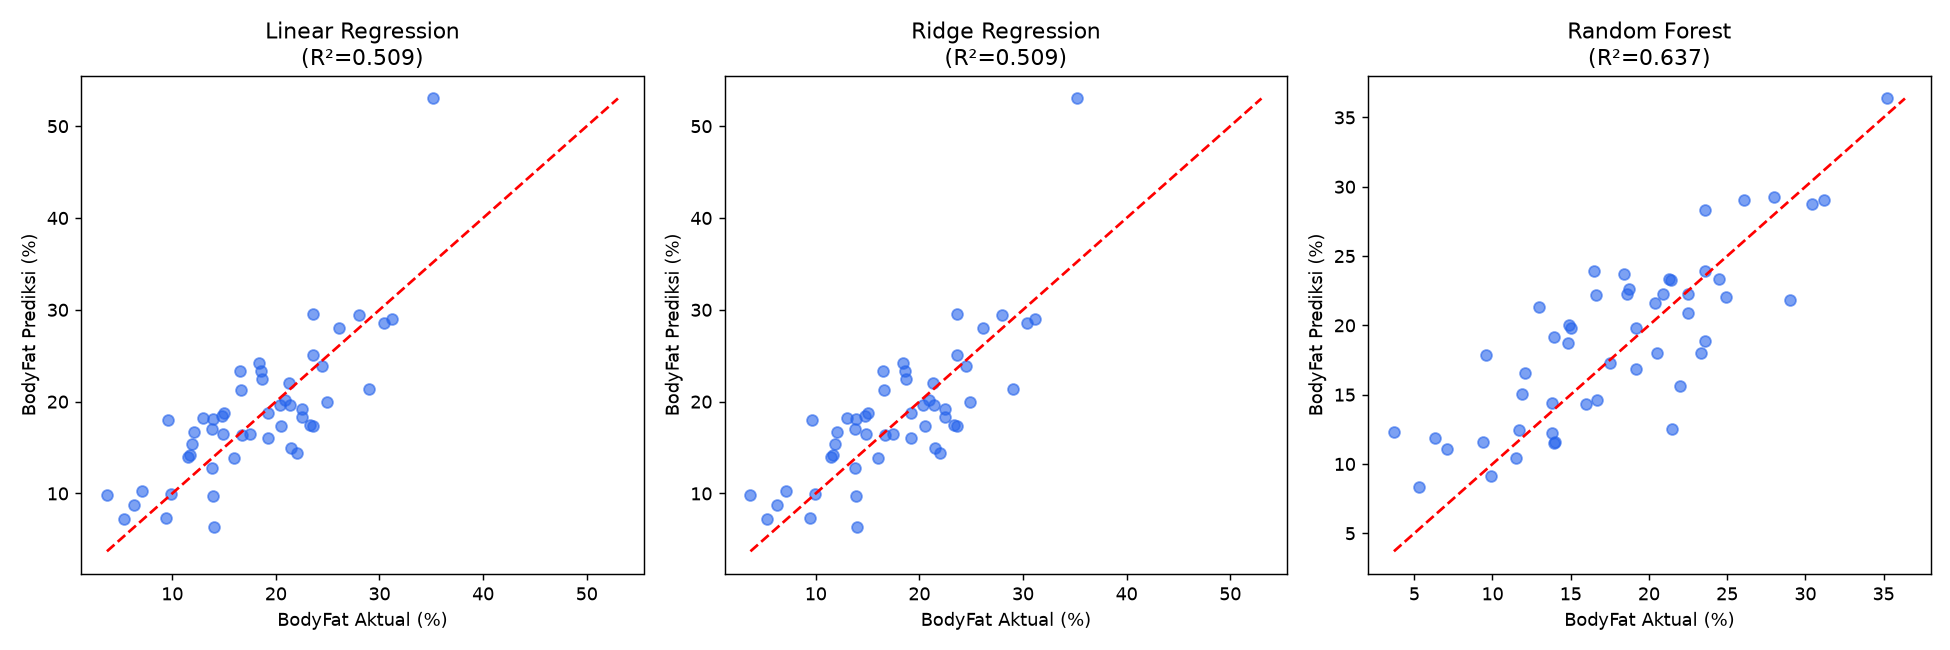 Linear Regression
(R²=0.509)
BodyFat Prediksi (%)
50
40
30
20
10
10 20 30 40 50
BodyFat Aktual (%)
Ridge Regression
(R²=0.509)
BodyFat Prediksi (%)
50
40
30
20
10
10 20 30 40 50
BodyFat Aktual (%)
Random Forest
(R²=0.637)
BodyFat Prediksi (%)
35
30
25
20
15
10
5
5 10 15 20 25 30 35
BodyFat Aktual (%)